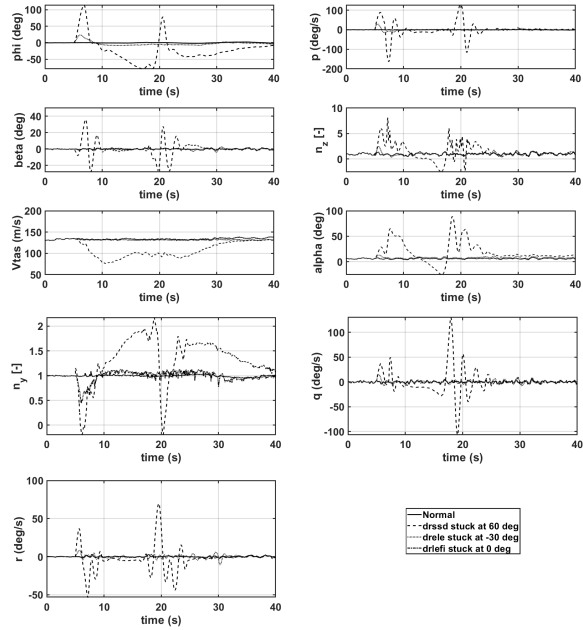 phi (deg)
100
50
0
-50
0 10 20 30 40
time (s)
p (deg/s)
100
0
-100
-200
0 10 20 30 40
time (s)
beta (deg)
40
20
0
-20
0 10 20 30 40
time (s)
n_z [-]
10
5
0
0 10 20 30 40
time (s)
Vtas (m/s)
200
150
100
50
0 10 20 30 40
time (s)
alpha (deg)
100
50
0
0 10 20 30 40
time (s)
n_y [-]
2
1.5
1
0.5
0
0 10 20 30 40
time (s)
q (deg/s)
100
50
0
-50
-100
0 10 20 30 40
time (s)
r (deg/s)
100
50
0
-50
0 10 20 30 40
time (s)
Normal
drssd stuck at 60 deg
drele stuck at -30 deg
drlefi stuck at 0 deg